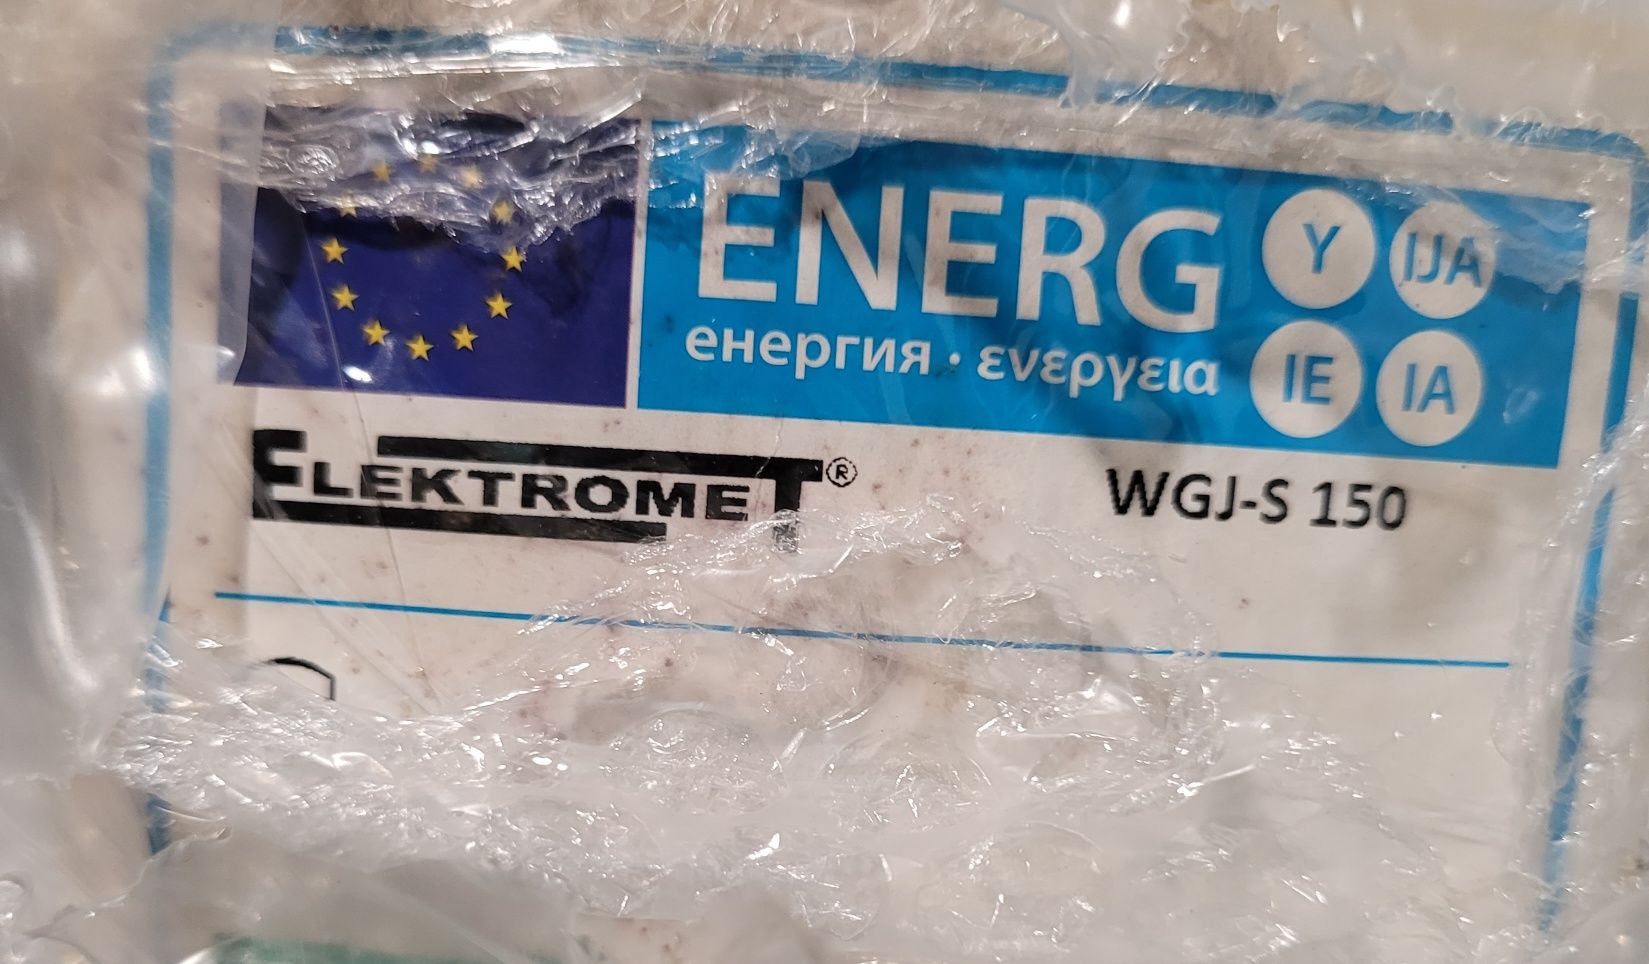 ENERG Y IJA
енергия · ενεργεια IE IA
ELEKTROMET® WGJ-S 150